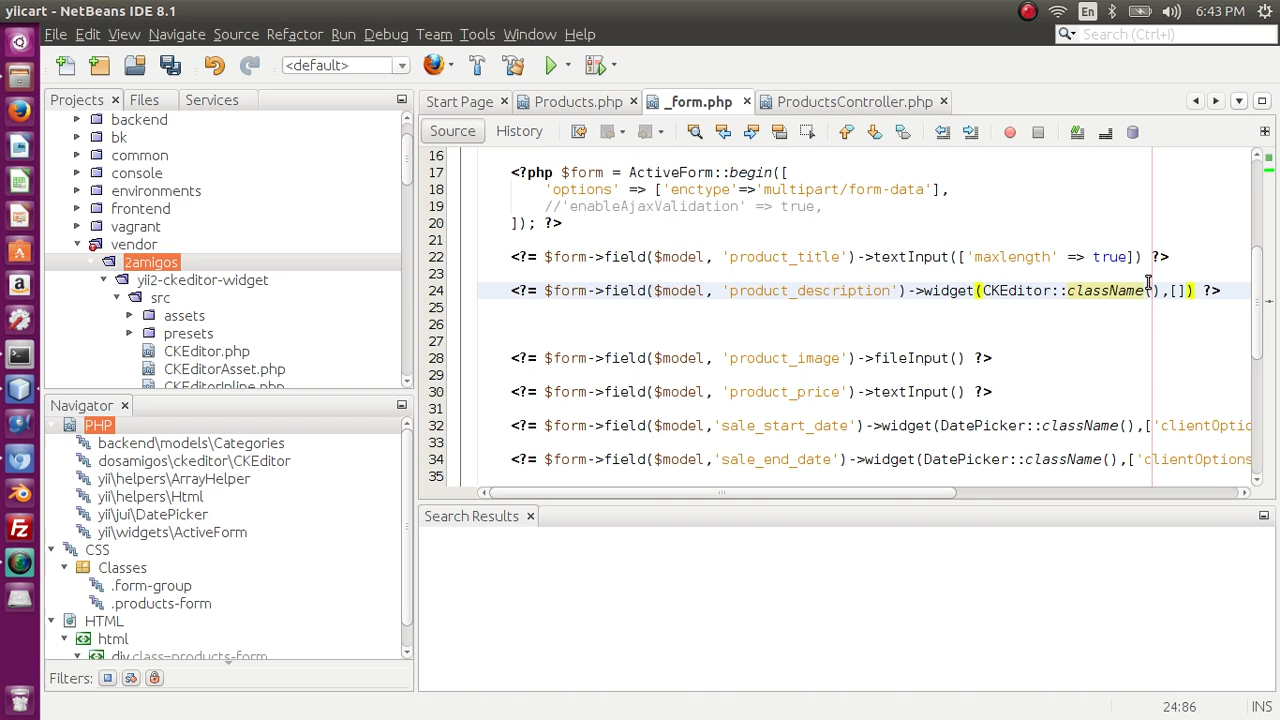 yiicart - NetBeans IDE 8.1
En
6:43 PM
File Edit View Navigate Source Refactor Run Debug Team Tools Window Help
Search (Ctrl+I)
<default>
Projects
Files
Services
Start Page
Products.php
_form.php
ProductsController.php
Source
History
backend
bk
common
console
environments
frontend
vagrant
vendor
2amigos
yii2-ckeditor-widget
src
assets
presets
CKEditor.php
CKEditorAsset.php
CKEditorInline.php
16
17 <?php $form = ActiveForm::begin([
18 'options' => ['enctype'=>'multipart/form-data'],
19 //'enableAjaxValidation' => true,
20 ]); ?>
21
22 <?= $form->field($model, 'product_title')->textInput(['maxlength' => true]) ?>
23
24 <?= $form->field($model, 'product_description')->widget(CKEditor::className(),[]) ?>
25
27
28 <?= $form->field($model, 'product_image')->fileInput() ?>
29
30 <?= $form->field($model, 'product_price')->textInput() ?>
31
32 <?= $form->field($model,'sale_start_date')->widget(DatePicker::className(),['clientOptio
33
34 <?= $form->field($model,'sale_end_date')->widget(DatePicker::className(),['clientOptions
35
Navigator
PHP
backend\models\Categories
dosamigos\ckeditor\CKEditor
yii\helpers\ArrayHelper
yii\helpers\Html
yii\jui\DatePicker
yii\widgets\ActiveForm
CSS
Classes
.form-group
.products-form
HTML
html
div class=products-form
Filters:
Search Results
24:86
INS